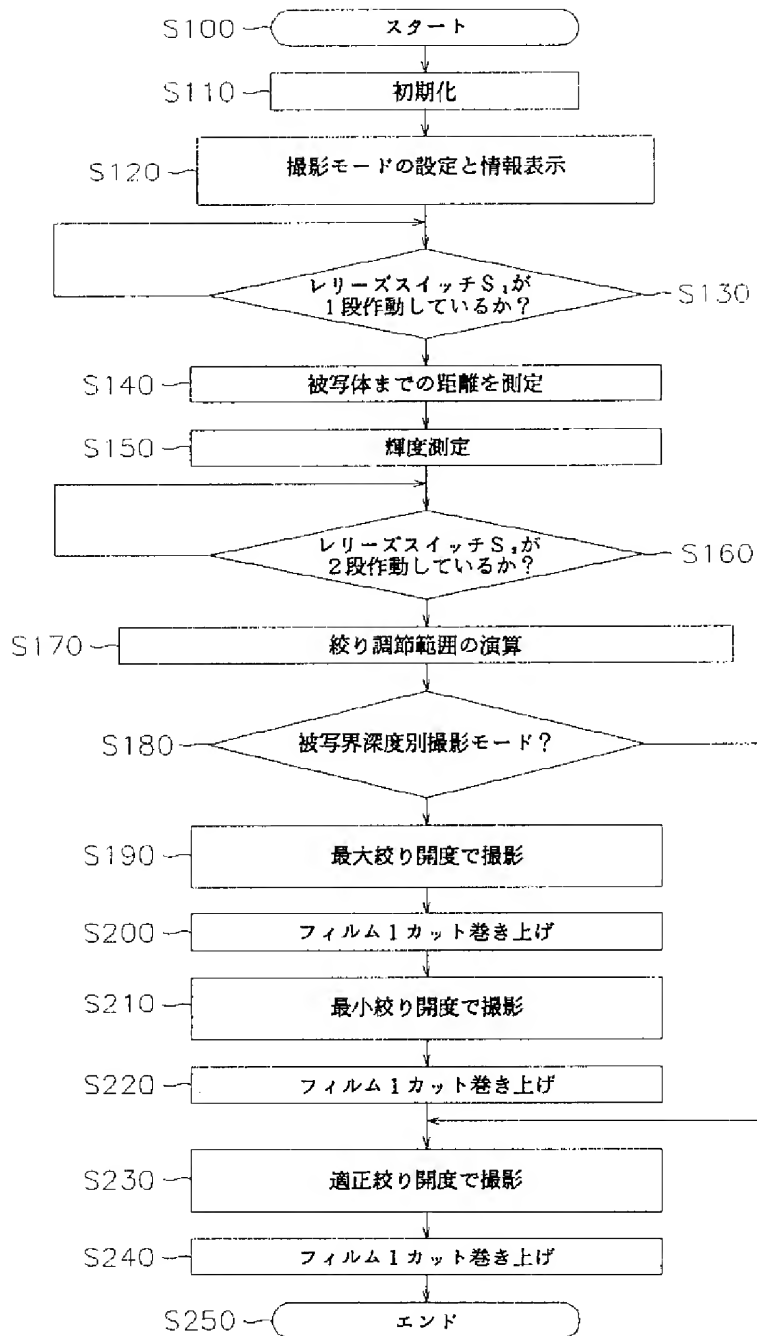 S100 スタート
S110 初期化
S120 撮影モードの設定と情報表示
レリーズスイッチS₁が
1段作動しているか? S130
S140 被写体までの距離を測定
S150 輝度測定
レリーズスイッチS₂が
2段作動しているか? S160
S170 絞り調節範囲の演算
S180 被写界深度別撮影モード?
S190 最大絞り開度で撮影
S200 フィルム1カット巻き上げ
S210 最小絞り開度で撮影
S220 フィルム1カット巻き上げ
S230 適正絞り開度で撮影
S240 フィルム1カット巻き上げ
S250 エンド